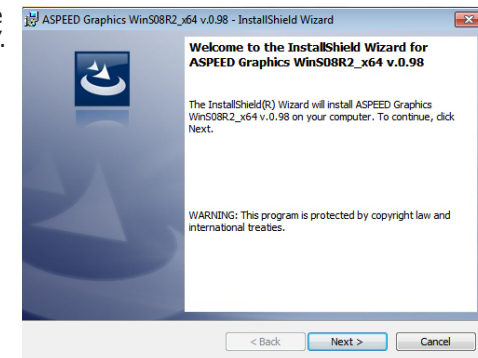 ASPEED Graphics WinS08R2_x64 v.0.98 - InstallShield Wizard
Welcome to the InstallShield Wizard for
ASPEED Graphics WinS08R2_x64 v.0.98
The InstallShield(R) Wizard will install ASPEED Graphics
WinS08R2_x64 v.0.98 on your computer. To continue, click
Next.
WARNING: This program is protected by copyright law and
international treaties.
< Back Next > Cancel